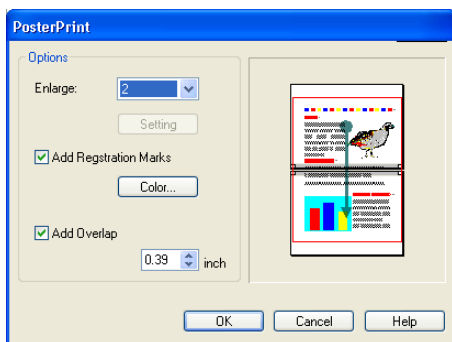 PosterPrint
Options
Enlarge: 2
Setting
Add Regstration Marks
Color...
Add Overlap
0.39 inch
OK Cancel Help